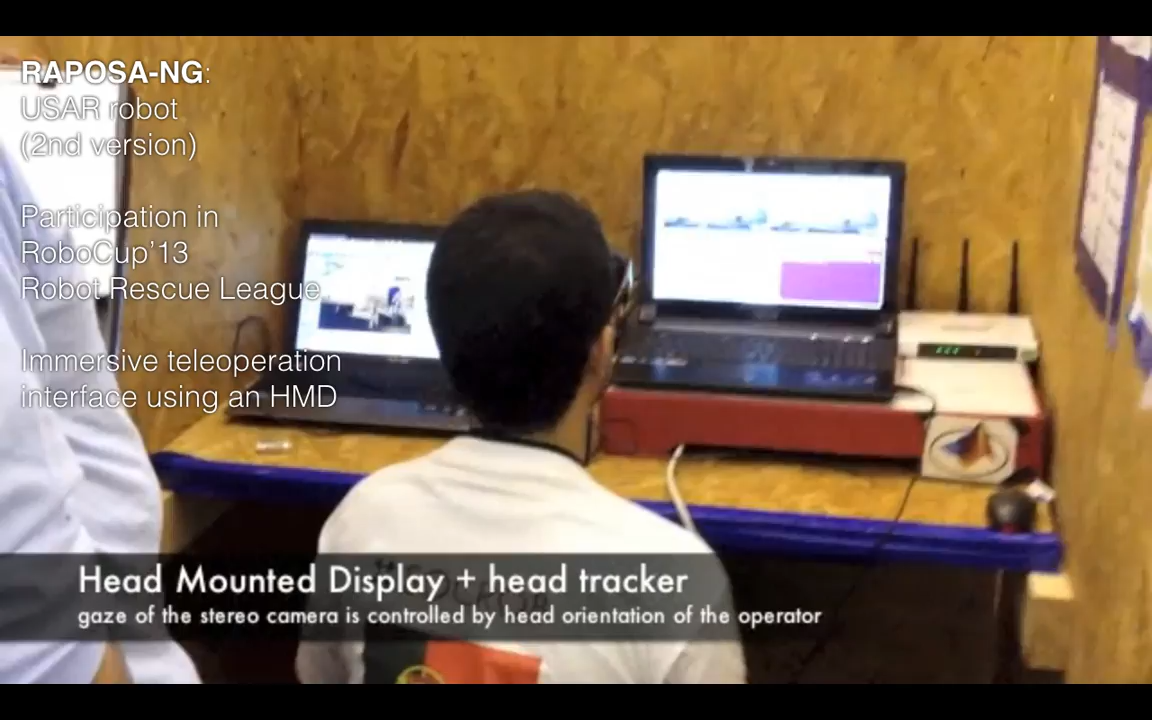 RAPOSA-NG:
USAR robot
(2nd version)
Participation in
RoboCup'13
Robot Rescue League
Immersive teleoperation
interface using an HMD
Head Mounted Display + head tracker
gaze of the stereo camera is controlled by head orientation of the operator